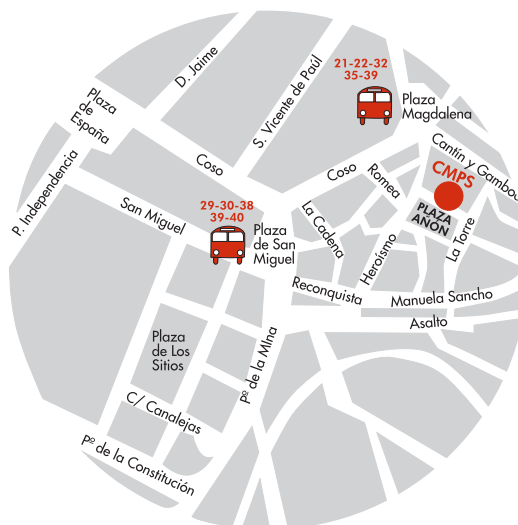 D. Jaime
S. Vicente de Paúl
21-22-32
35-39
Plaza
Magdalena
Plaza
de
España
Cantín y Gamboa
CMPS
PLAZA
AÑÓN
Coso
Coso
Romea
P. Independencia
San Miguel
29-30-38
39-40
Plaza
de San
Miguel
La Cadena
Heroísmo
La Torre
Reconquista
Manuela Sancho
Asalto
Plaza
de Los
Sitios
Pº de la MIna
C/ Canalejas
Pº de la Constitución